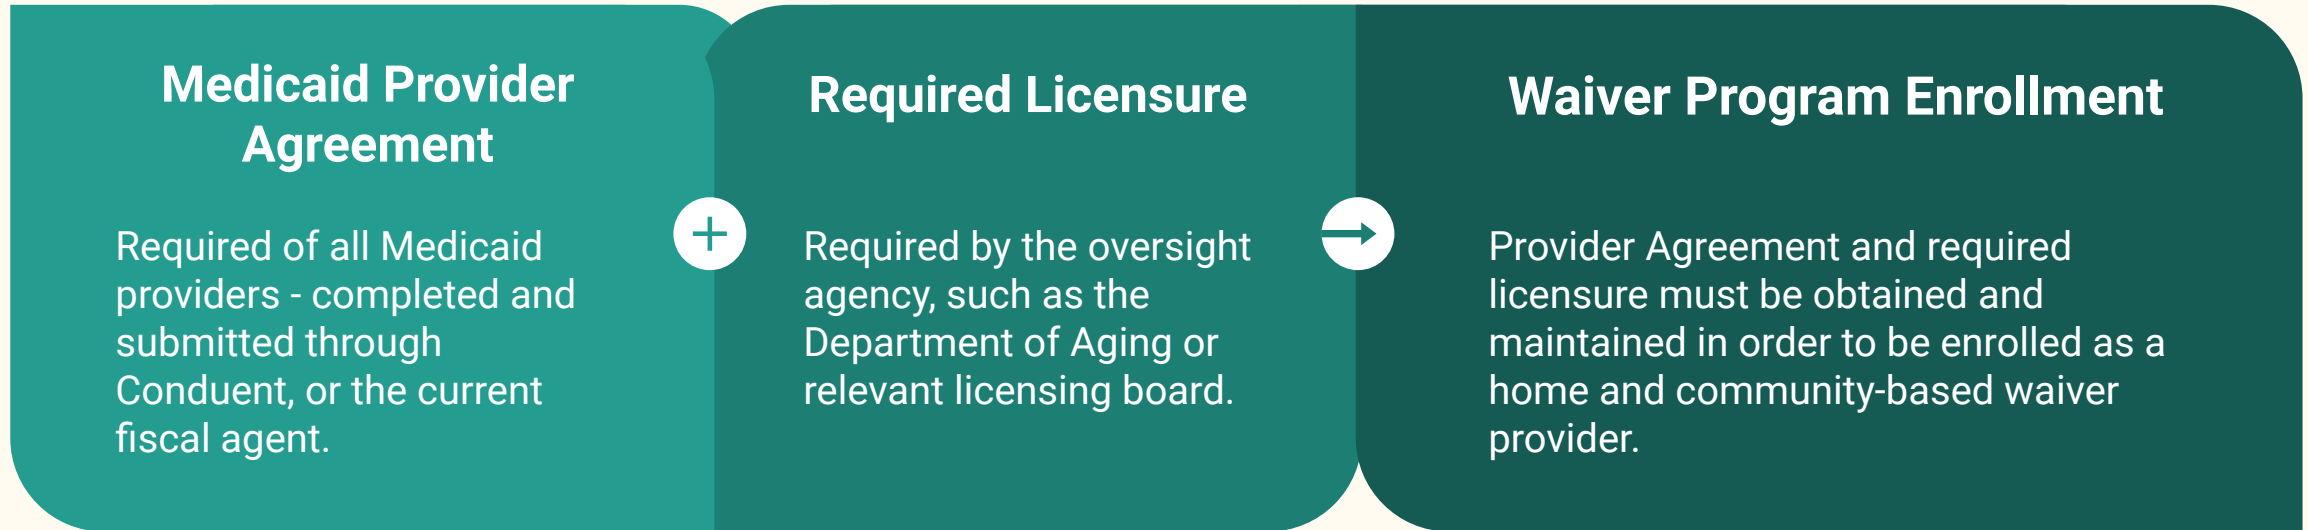 Medicaid Provider
Agreement
Required of all Medicaid
providers - completed and
submitted through
Conduent, or the current
fiscal agent.
Required Licensure
Required by the oversight
agency, such as the
Department of Aging or
relevant licensing board.
Waiver Program Enrollment
Provider Agreement and required
licensure must be obtained and
maintained in order to be enrolled as a
home and community-based waiver
provider.